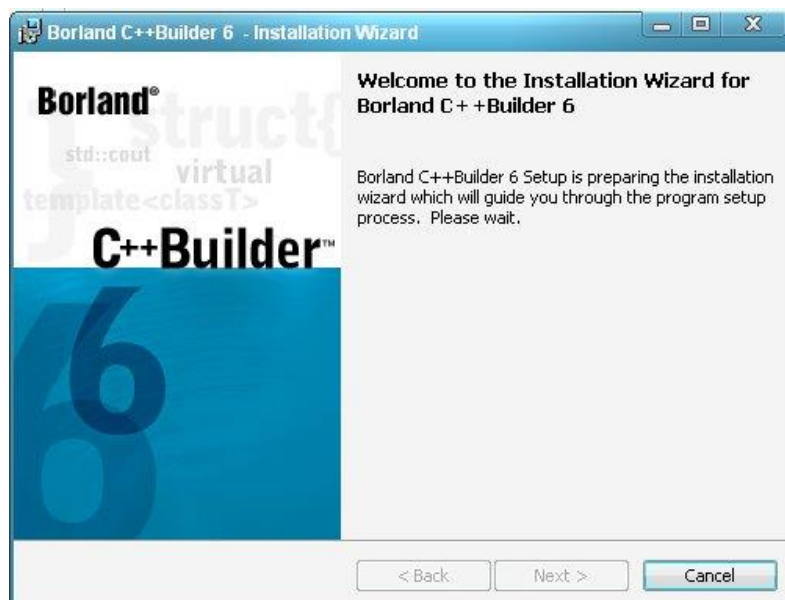 Borland C++Builder 6 - Installation Wizard
Borland®
} struct{
std::cout
virtual
template<classT>
C++Builder™
6
6
Welcome to the Installation Wizard for
Borland C++Builder 6
Borland C++Builder 6 Setup is preparing the installation
wizard which will guide you through the program setup
process. Please wait.
< Back
Next >
Cancel